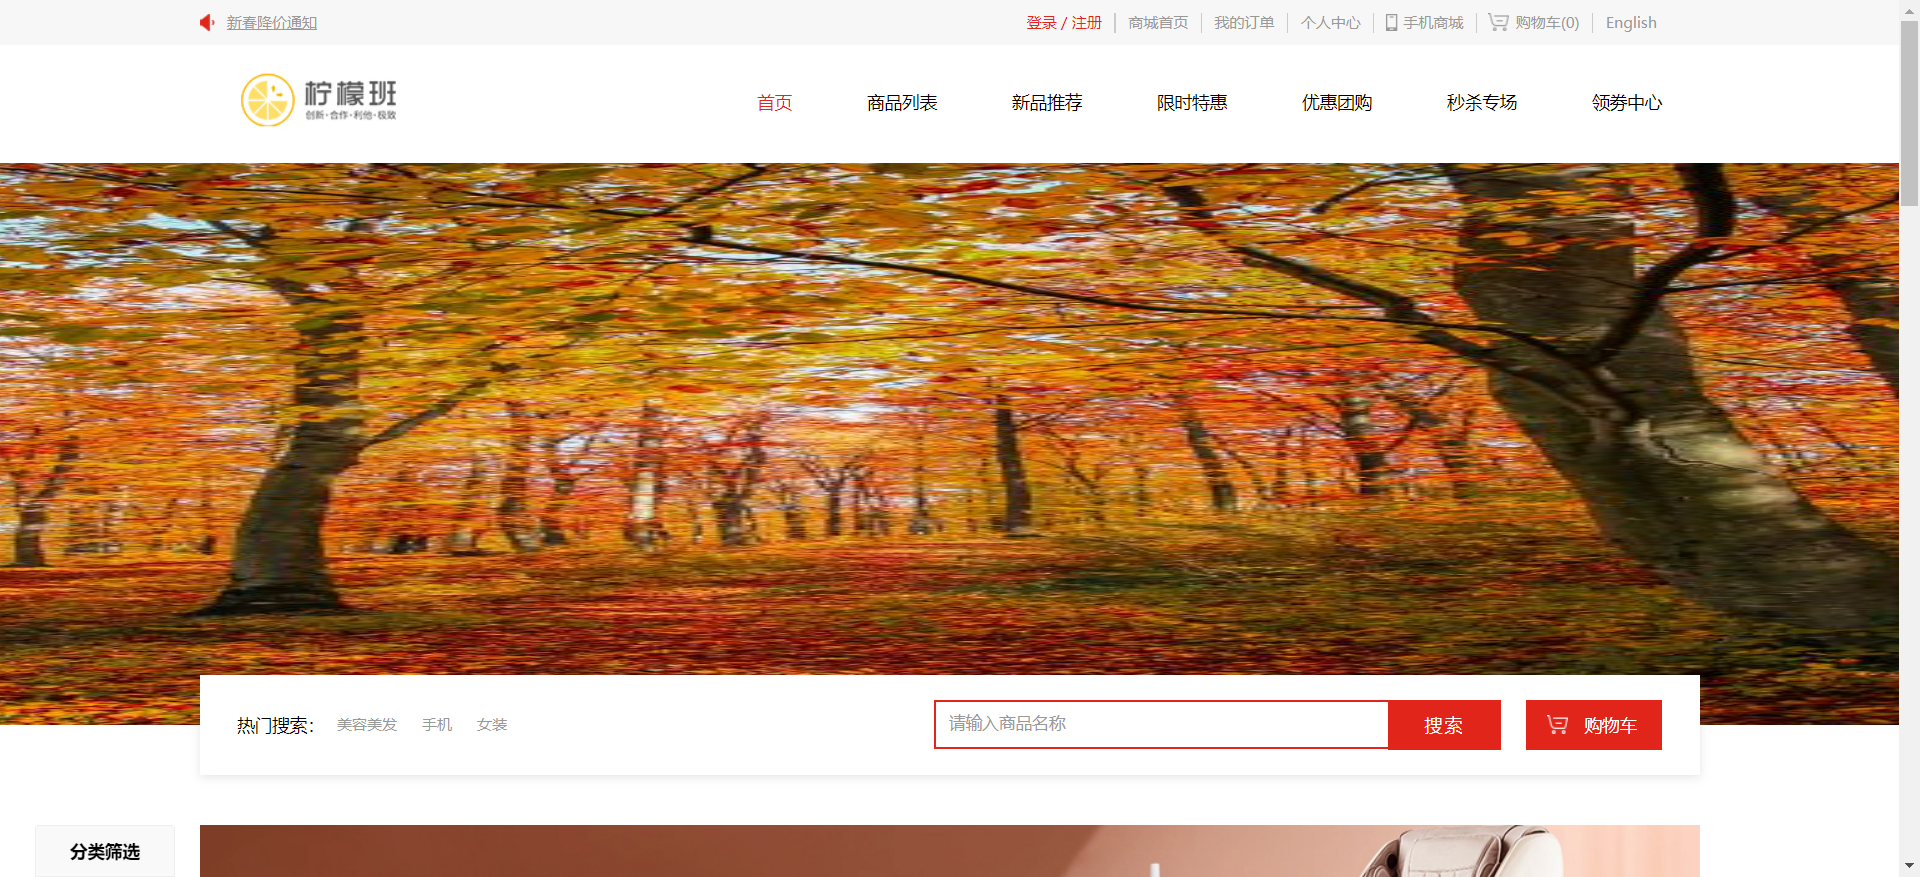 新春降价通知
登录 / 注册 商城首页 我的订单 个人中心 手机商城 购物车(0) English
柠檬班
创新·合作·利他·极致
首页 商品列表 新品推荐 限时特惠 优惠团购 秒杀专场 领券中心
热门搜索： 美容美发 手机 女装
请输入商品名称 搜索 购物车
分类筛选